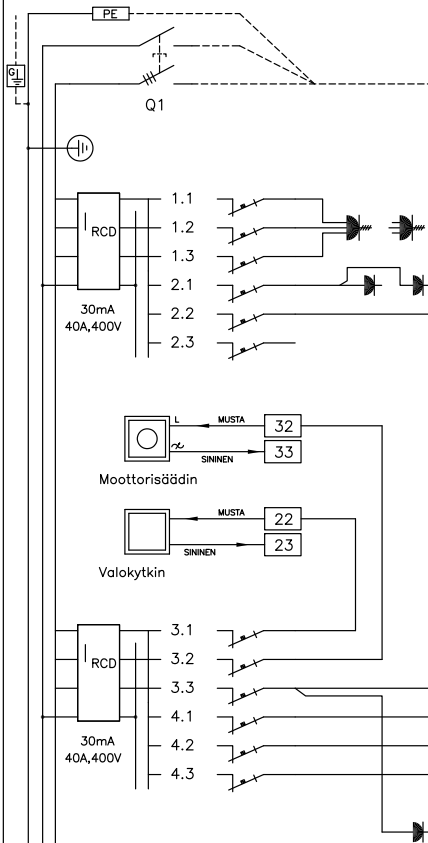 PE
G
Q1
1.1
1.2
I RCD
1.3
2.1
30mA
40A,400V
2.2
2.3
L
MUSTA
32
SININEN
33
Moottorisäädin
MUSTA
22
SININEN
23
Valokytkin
3.1
3.2
I RCD
3.3
4.1
30mA
40A,400V
4.2
4.3